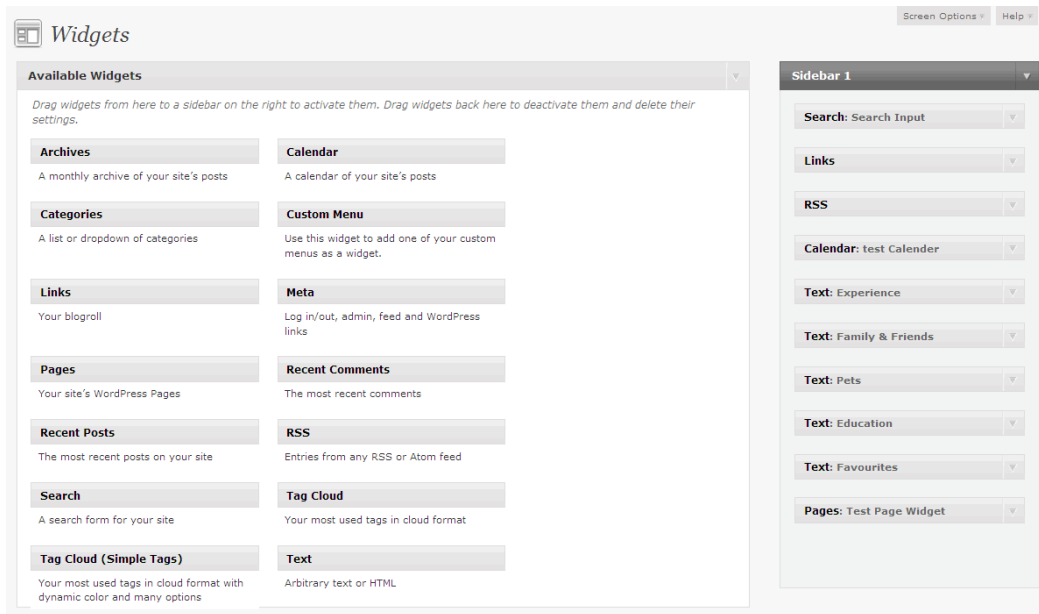 Screen Options Help
Widgets
Available Widgets
Drag widgets from here to a sidebar on the right to activate them. Drag widgets back here to deactivate them and delete their
settings.
Archives
A monthly archive of your site's posts
Calendar
A calendar of your site's posts
Categories
A list or dropdown of categories
Custom Menu
Use this widget to add one of your custom
menus as a widget.
Links
Your blogroll
Meta
Log in/out, admin, feed and WordPress
links
Pages
Your site's WordPress Pages
Recent Comments
The most recent comments
Recent Posts
The most recent posts on your site
RSS
Entries from any RSS or Atom feed
Search
A search form for your site
Tag Cloud
Your most used tags in cloud format
Tag Cloud (Simple Tags)
Your most used tags in cloud format with
dynamic color and many options
Text
Arbitrary text or HTML
Sidebar 1
Search: Search Input
Links
RSS
Calendar: test Calender
Text: Experience
Text: Family & Friends
Text: Pets
Text: Education
Text: Favourites
Pages: Test Page Widget